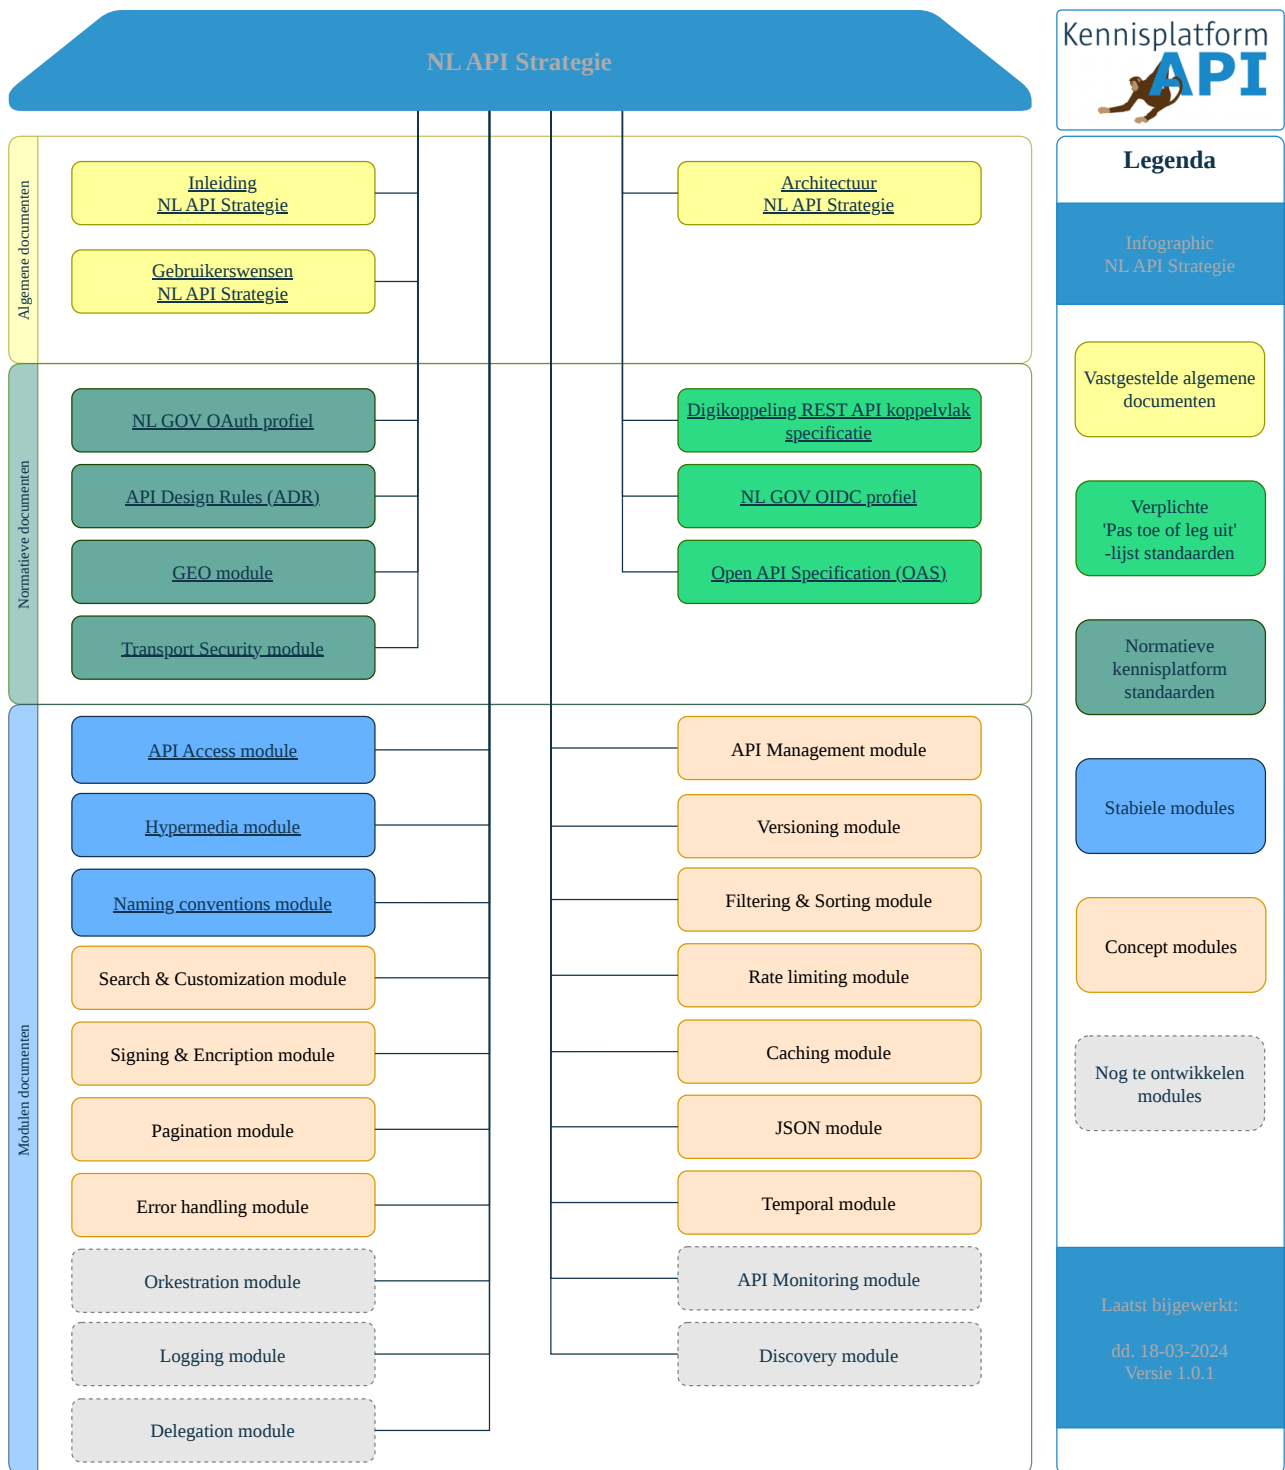 NL API Strategie
Kennisplatform
API
Legenda
Infographic
NL API Strategie
Vastgestelde algemene
documenten
Verplichte
'Pas toe of leg uit'
-lijst standaarden
Normatieve
kennisplatform
standaarden
Stabiele modules
Concept modules
Nog te ontwikkelen
modules
Laatst bijgewerkt:
dd. 18-03-2024
Versie 1.0.1
Algemene documenten
Inleiding
NL API Strategie
Gebruikerswensen
NL API Strategie
Architectuur
NL API Strategie
Normatieve documenten
NL GOV OAuth profiel
API Design Rules (ADR)
GEO module
Transport Security module
Digikoppeling REST API koppelvlak
specificatie
NL GOV OIDC profiel
Open API Specification (OAS)
Modulen documenten
API Access module
Hypermedia module
Naming conventions module
Search & Customization module
Signing & Encription module
Pagination module
Error handling module
Orkestration module
Logging module
Delegation module
API Management module
Versioning module
Filtering & Sorting module
Rate limiting module
Caching module
JSON module
Temporal module
API Monitoring module
Discovery module